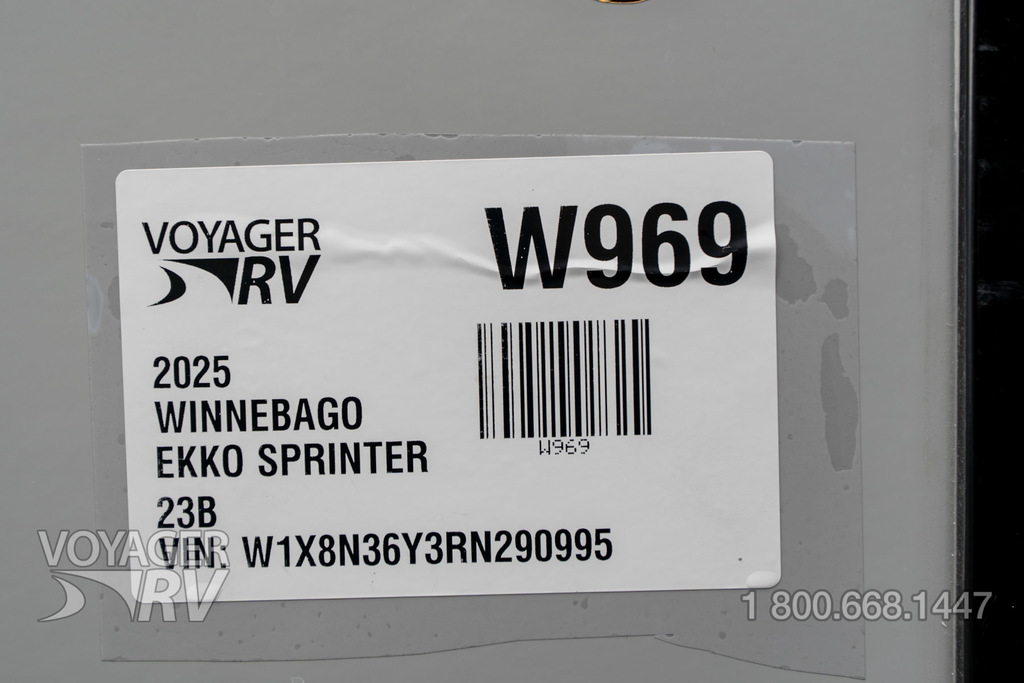 VOYAGER
RV
W969
W969
2025
WINNEBAGO
EKKO SPRINTER
23B
VIN: W1X8N36Y3RN290995
VOYAGER
RV
1 800.668.1447